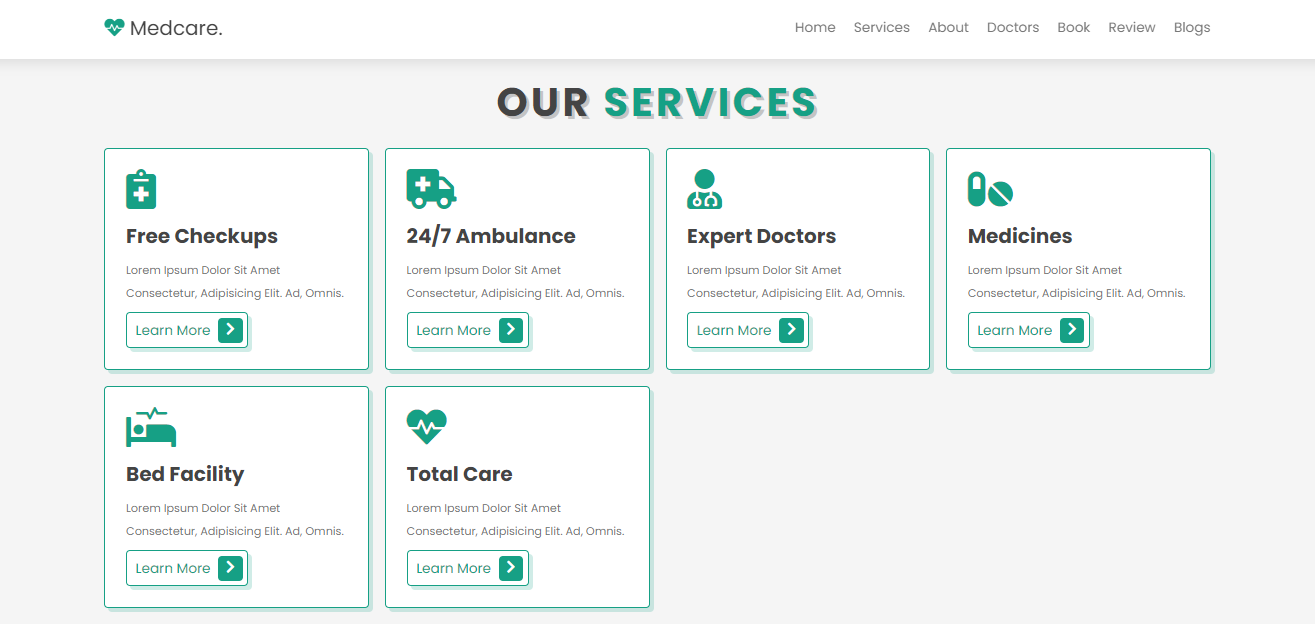 Medcare.
Home Services About Doctors Book Review Blogs
OUR SERVICES
Free Checkups
Lorem Ipsum Dolor Sit Amet
Consectetur, Adipisicing Elit. Ad, Omnis.
Learn More
24/7 Ambulance
Lorem Ipsum Dolor Sit Amet
Consectetur, Adipisicing Elit. Ad, Omnis.
Learn More
Expert Doctors
Lorem Ipsum Dolor Sit Amet
Consectetur, Adipisicing Elit. Ad, Omnis.
Learn More
Medicines
Lorem Ipsum Dolor Sit Amet
Consectetur, Adipisicing Elit. Ad, Omnis.
Learn More
Bed Facility
Lorem Ipsum Dolor Sit Amet
Consectetur, Adipisicing Elit. Ad, Omnis.
Learn More
Total Care
Lorem Ipsum Dolor Sit Amet
Consectetur, Adipisicing Elit. Ad, Omnis.
Learn More